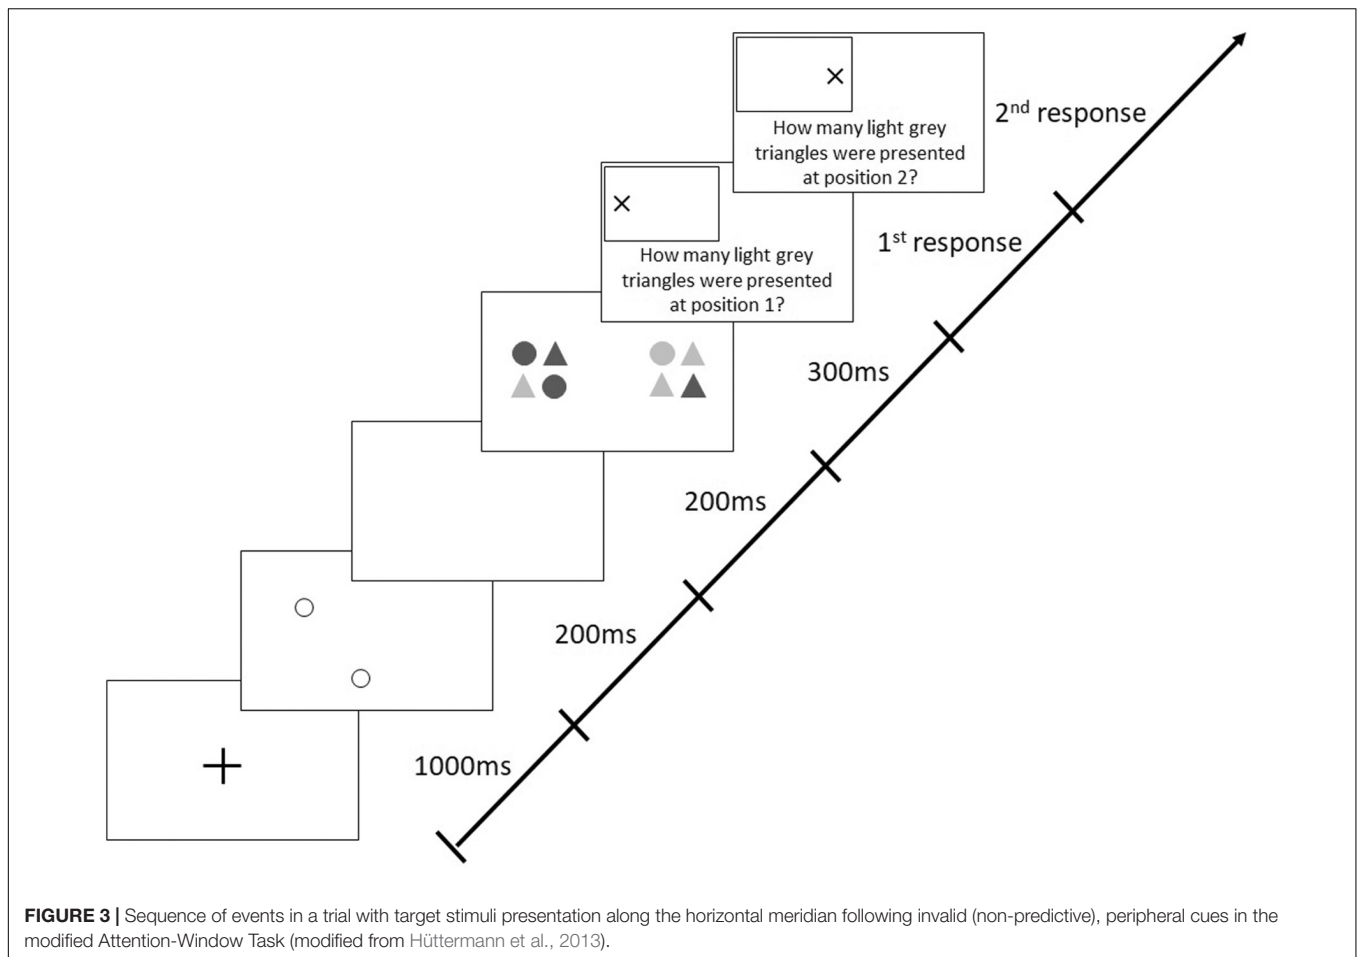 How many light grey
triangles were presented
at position 2?
2nd response
How many light grey
triangles were presented
at position 1?
1st response
300ms
200ms
200ms
1000ms
FIGURE 3 | Sequence of events in a trial with target stimuli presentation along the horizontal meridian following invalid (non-predictive), peripheral cues in the
modified Attention-Window Task (modified from Hüttermann et al., 2013).